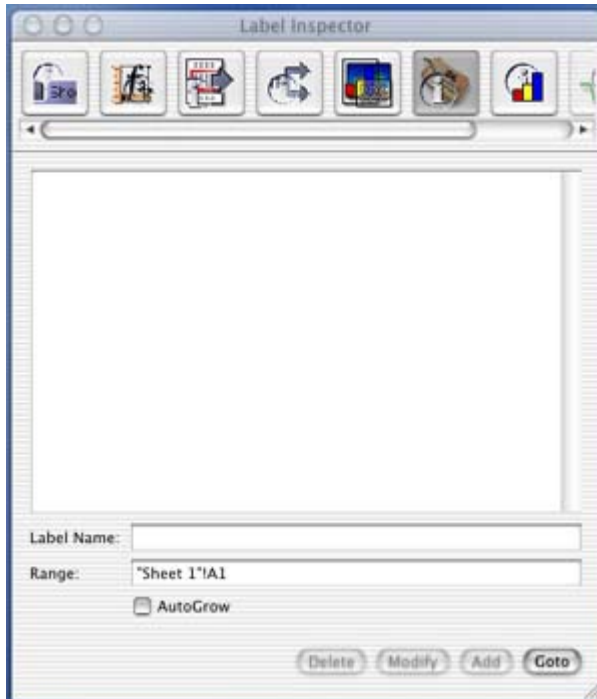 Label Inspector
Label Name:
Range: "Sheet 1"!A1
AutoGrow
Delete Modify Add Goto